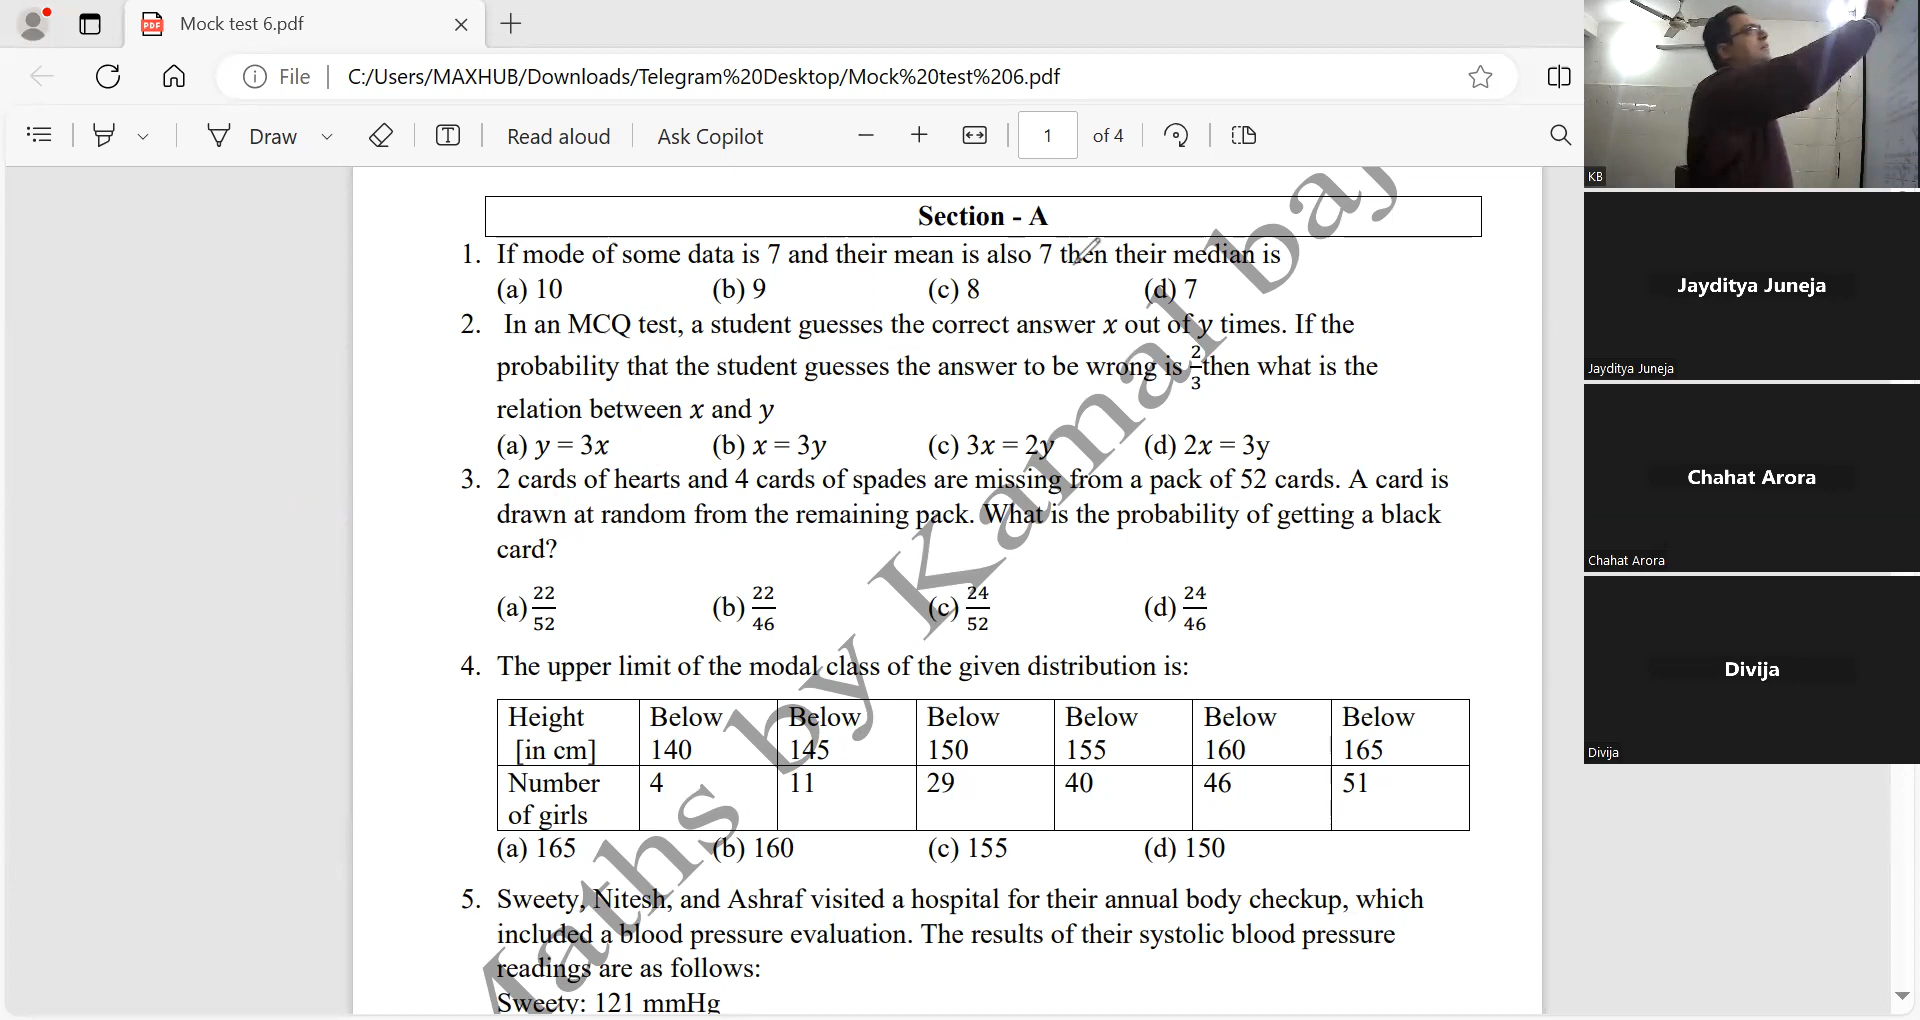 Mock test 6.pdf
File
C:/Users/MAXHUB/Downloads/Telegram%20Desktop/Mock%20test%206.pdf
Draw
Read aloud
Ask Copilot
1
of 4
Section - A
1. If mode of some data is 7 and their mean is also 7 then their median is
(a) 10 (b) 9 (c) 8 (d) 7
2. In an MCQ test, a student guesses the correct answer x out of y times. If the
probability that the student guesses the answer to be wrong is 2/3 then what is the
relation between x and y
(a) y = 3x (b) x = 3y (c) 3x = 2y (d) 2x = 3y
3. 2 cards of hearts and 4 cards of spades are missing from a pack of 52 cards. A card is
drawn at random from the remaining pack. What is the probability of getting a black
card?
(a) 22/52 (b) 22/46 (c) 24/52 (d) 24/46
4. The upper limit of the modal class of the given distribution is:
Height [in cm] Below 140 Below 145 Below 150 Below 155 Below 160 Below 165
Number of girls 4 11 29 40 46 51
(a) 165 (b) 160 (c) 155 (d) 150
5. Sweety, Nitesh, and Ashraf visited a hospital for their annual body checkup, which
included a blood pressure evaluation. The results of their systolic blood pressure
readings are as follows:
Sweety: 121 mmHg
Maths by Kamal baj
KB
Jayditya Juneja
Jayditya Juneja
Chahat Arora
Chahat Arora
Divija
Divija